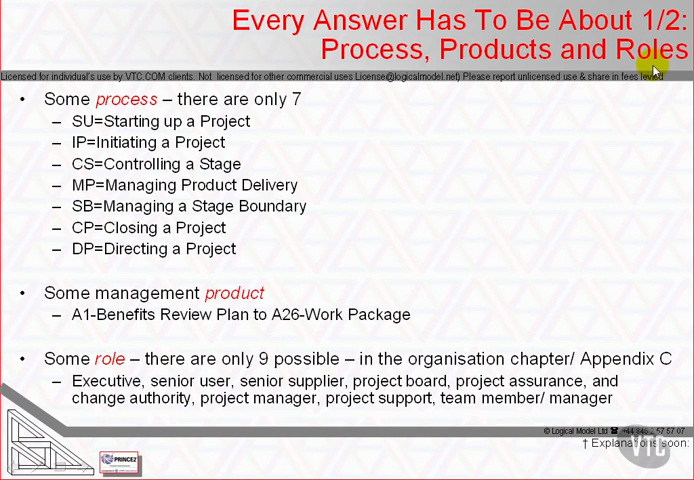 Every Answer Has To Be About 1/2:
Process, Products and Roles
Licensed for individual's use by VTC.COM clients. Not licensed for other commercial uses License@logicalmodel.net) Please report unlicensed use & share in fees levied
• Some process – there are only 7
– SU=Starting up a Project
– IP=Initiating a Project
– CS=Controlling a Stage
– MP=Managing Product Delivery
– SB=Managing a Stage Boundary
– CP=Closing a Project
– DP=Directing a Project
• Some management product
– A1-Benefits Review Plan to A26-Work Package
• Some role – there are only 9 possible – in the organisation chapter/ Appendix C
– Executive, senior user, senior supplier, project board, project assurance, and
change authority, project manager, project support, team member/ manager
© Logical Model Ltd ☎ +44 57 57 07
† Explanations soon:
VTC
PRINCE2